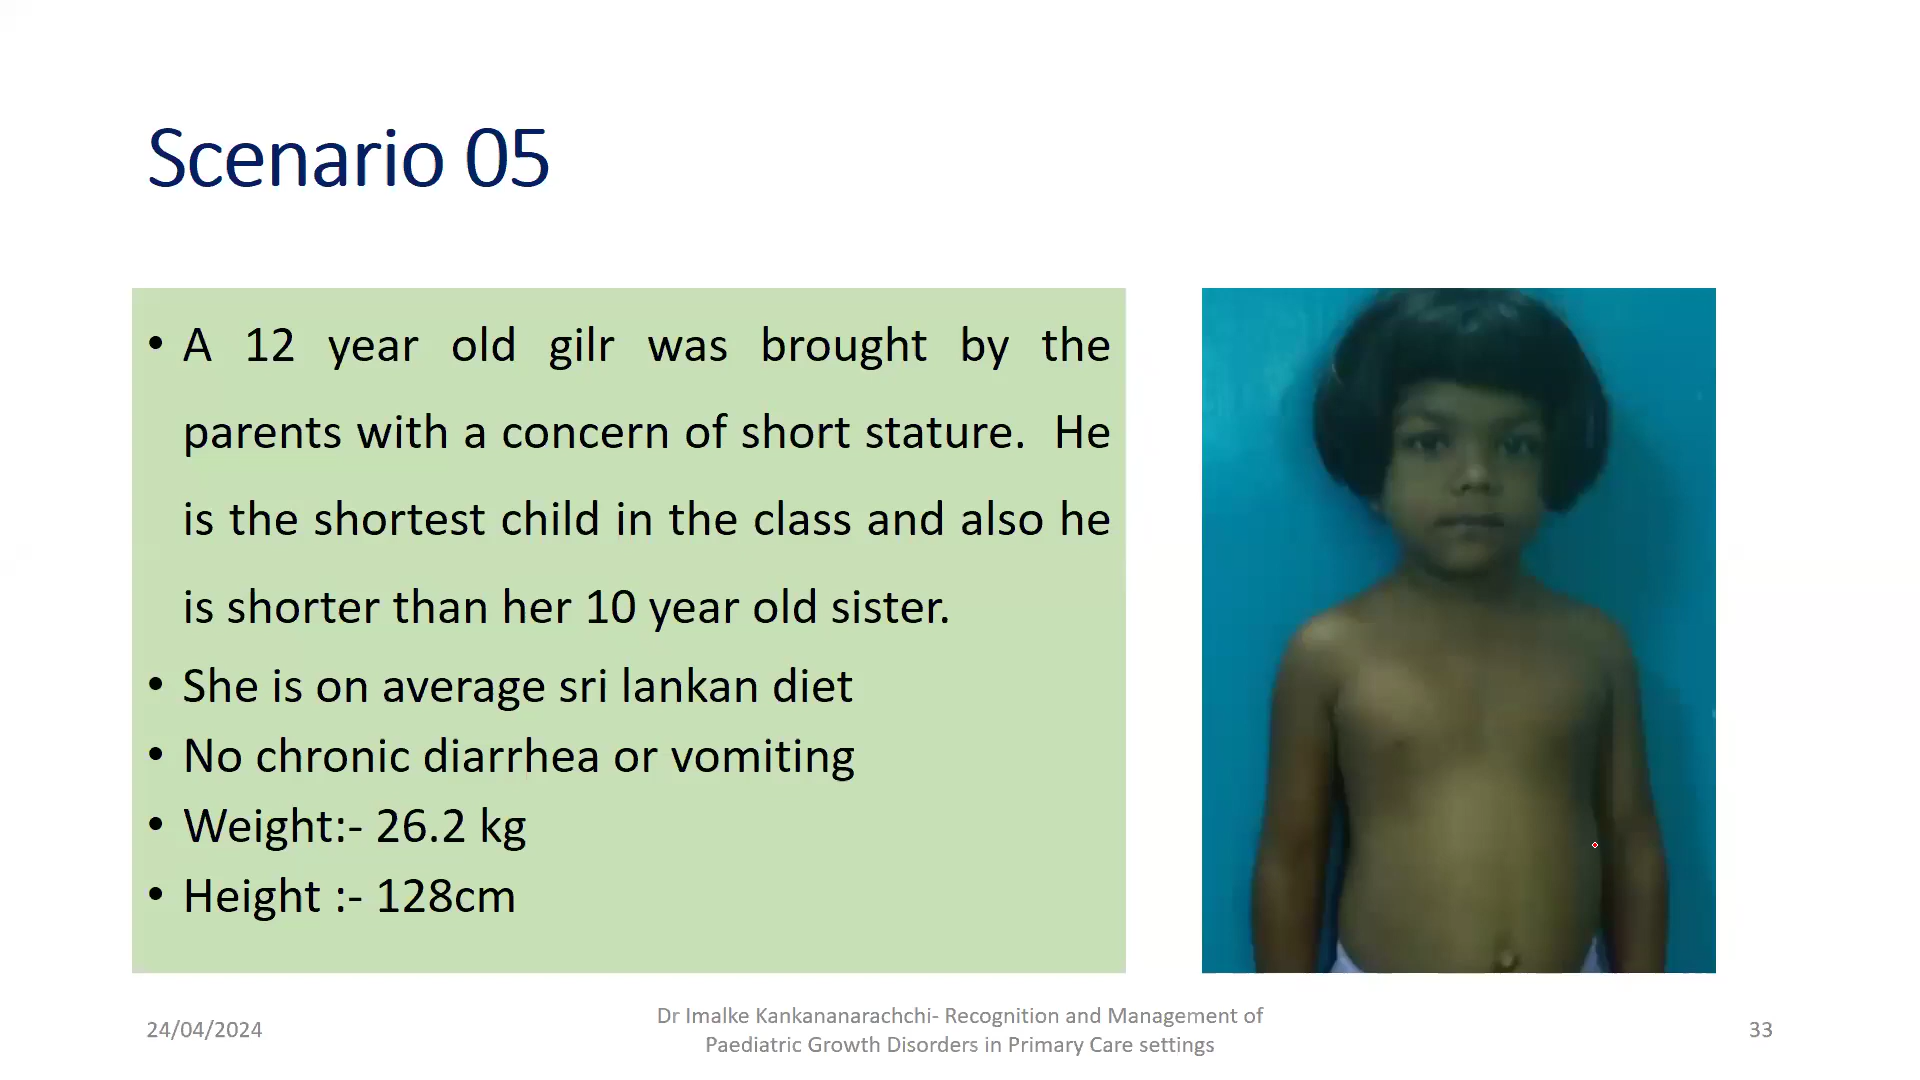 Scenario 05
• A 12 year old gilr was brought by the
parents with a concern of short stature. He
is the shortest child in the class and also he
is shorter than her 10 year old sister.
• She is on average sri lankan diet
• No chronic diarrhea or vomiting
• Weight:- 26.2 kg
• Height :- 128cm
24/04/2024
Dr Imalke Kankananarachchi- Recognition and Management of
Paediatric Growth Disorders in Primary Care settings
33